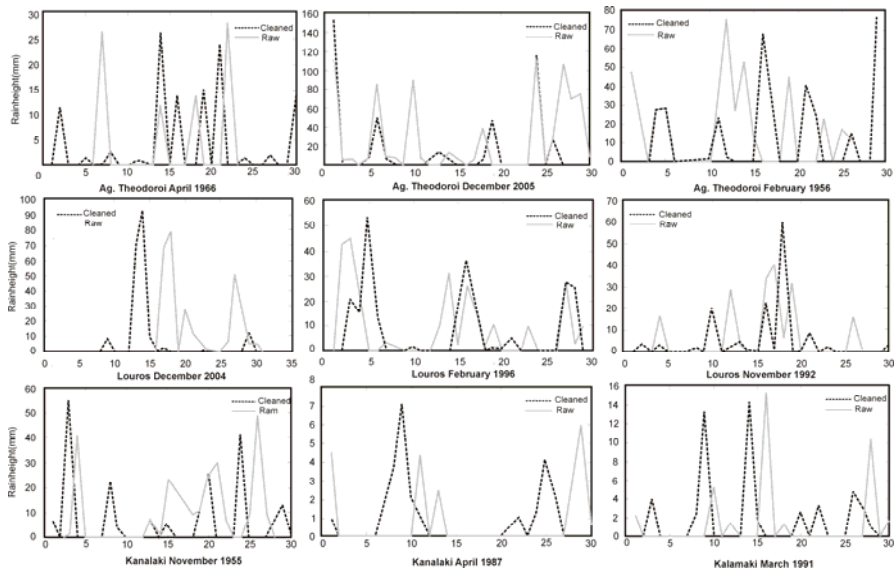 Rainheight(mm)
30
25
20
15
10
5
0 5 10 15 20 25 30
Cleaned
Raw
Ag. Theodoroi April 1966
160
140
120
100
80
60
40
20
0 5 10 15 20 25 30
Cleaned
Raw
Ag. Theodoroi December 2005
80
70
60
50
40
30
20
10
0 5 10 15 20 25 30
Cleaned
Raw
Ag. Theodoroi February 1956
Rainheight(mm)
100
90
80
70
60
50
40
30
20
10
0
0 5 10 15 20 25 30 35
Cleaned
Raw
Louros December 2004
60
50
40
30
20
10
0
0 5 10 15 20 25 30
Cleaned
Raw
Louros February 1996
70
60
50
40
30
20
10
0
0 5 10 15 20 25 30
Cleaned
Raw
Louros November 1992
Rainheight(mm)
60
50
40
30
20
10
0
0 5 10 15 20 25 30
Cleaned
Ram
Kanalaki November 1955
8
7
6
5
4
3
2
1
0
0 5 10 15 20 25 30
Cleaned
Raw
Kanalaki April 1987
16
14
12
10
8
6
4
2
0
0 5 10 15 20 25 30
Cleaned
Raw
Kalamaki March 1991